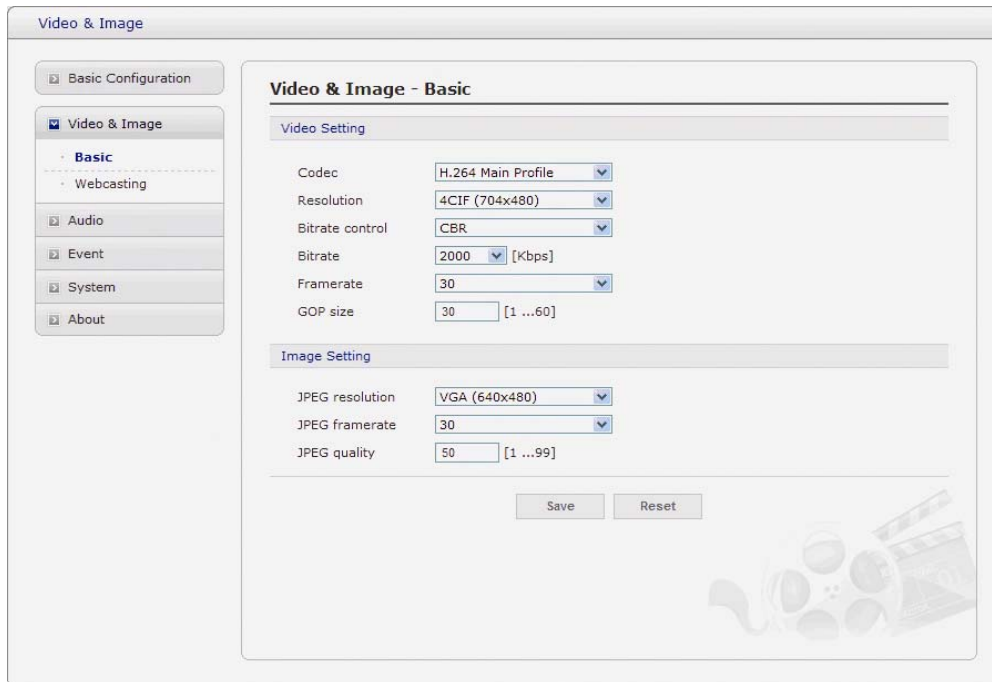 Video & Image
Basic Configuration
Video & Image
Basic
Webcasting
Audio
Event
System
About
Video & Image - Basic
Video Setting
Codec H.264 Main Profile
Resolution 4CIF (704x480)
Bitrate control CBR
Bitrate 2000 [Kbps]
Framerate 30
GOP size 30 [1 ...60]
Image Setting
JPEG resolution VGA (640x480)
JPEG framerate 30
JPEG quality 50 [1 ...99]
Save Reset